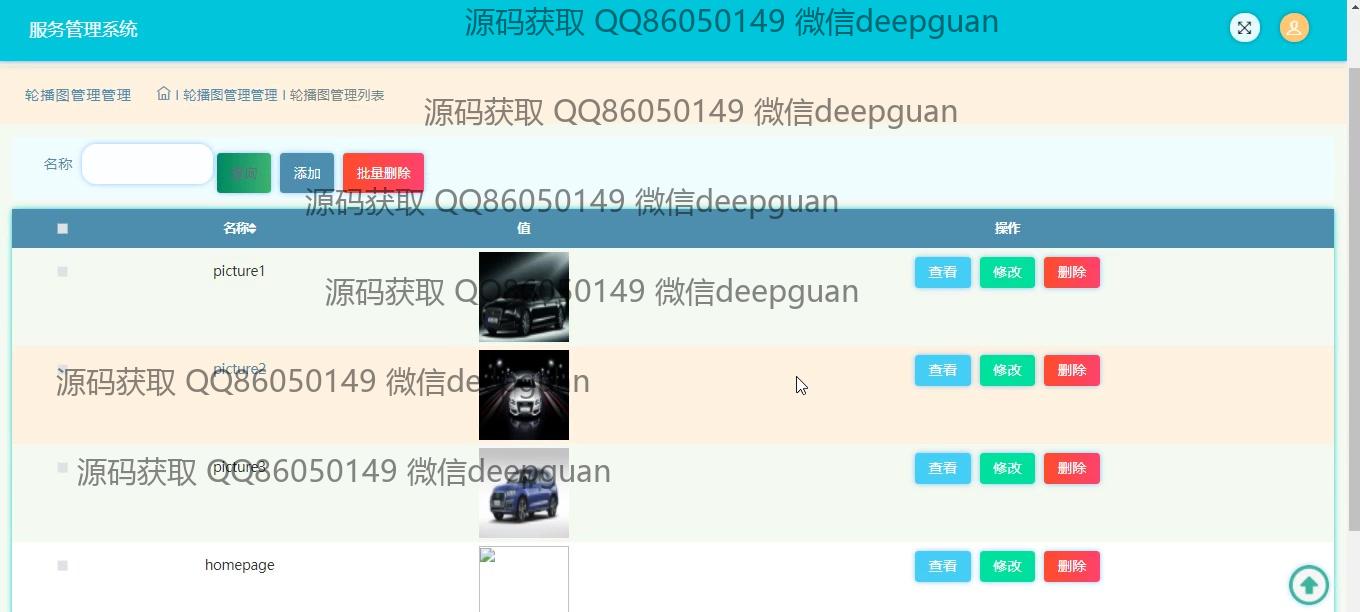 服务管理系统
源码获取 QQ86050149 微信deepguan
轮播图管理管理
轮播图管理管理
轮播图管理列表
源码获取 QQ86050149 微信deepguan
名称
查询
添加
批量删除
源码获取 QQ86050149 微信deepguan
名称
值
操作
picture1
查看
修改
删除
源码获取 QQ86050149 微信deepguan
picture2
查看
修改
删除
源码获取 QQ86050149 微信deepguan
picture3
查看
修改
删除
源码获取 QQ86050149 微信deepguan
homepage
查看
修改
删除